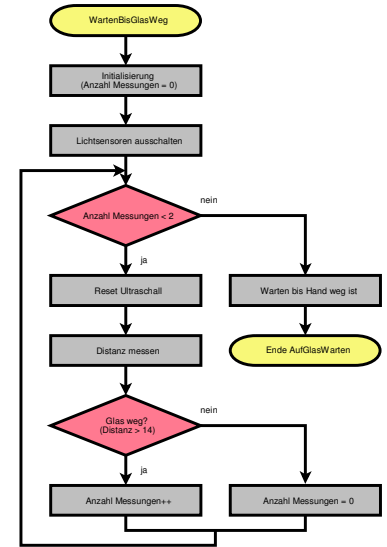 WartenBisGlasWeg
Initialisierung
(Anzahl Messungen = 0)
Lichtsensoren ausschalten
Anzahl Messungen < 2
nein
ja
Reset Ultraschall
Warten bis Hand weg ist
Distanz messen
Ende AufGlasWarten
Glas weg?
(Distanz > 14)
nein
ja
Anzahl Messungen++
Anzahl Messungen = 0